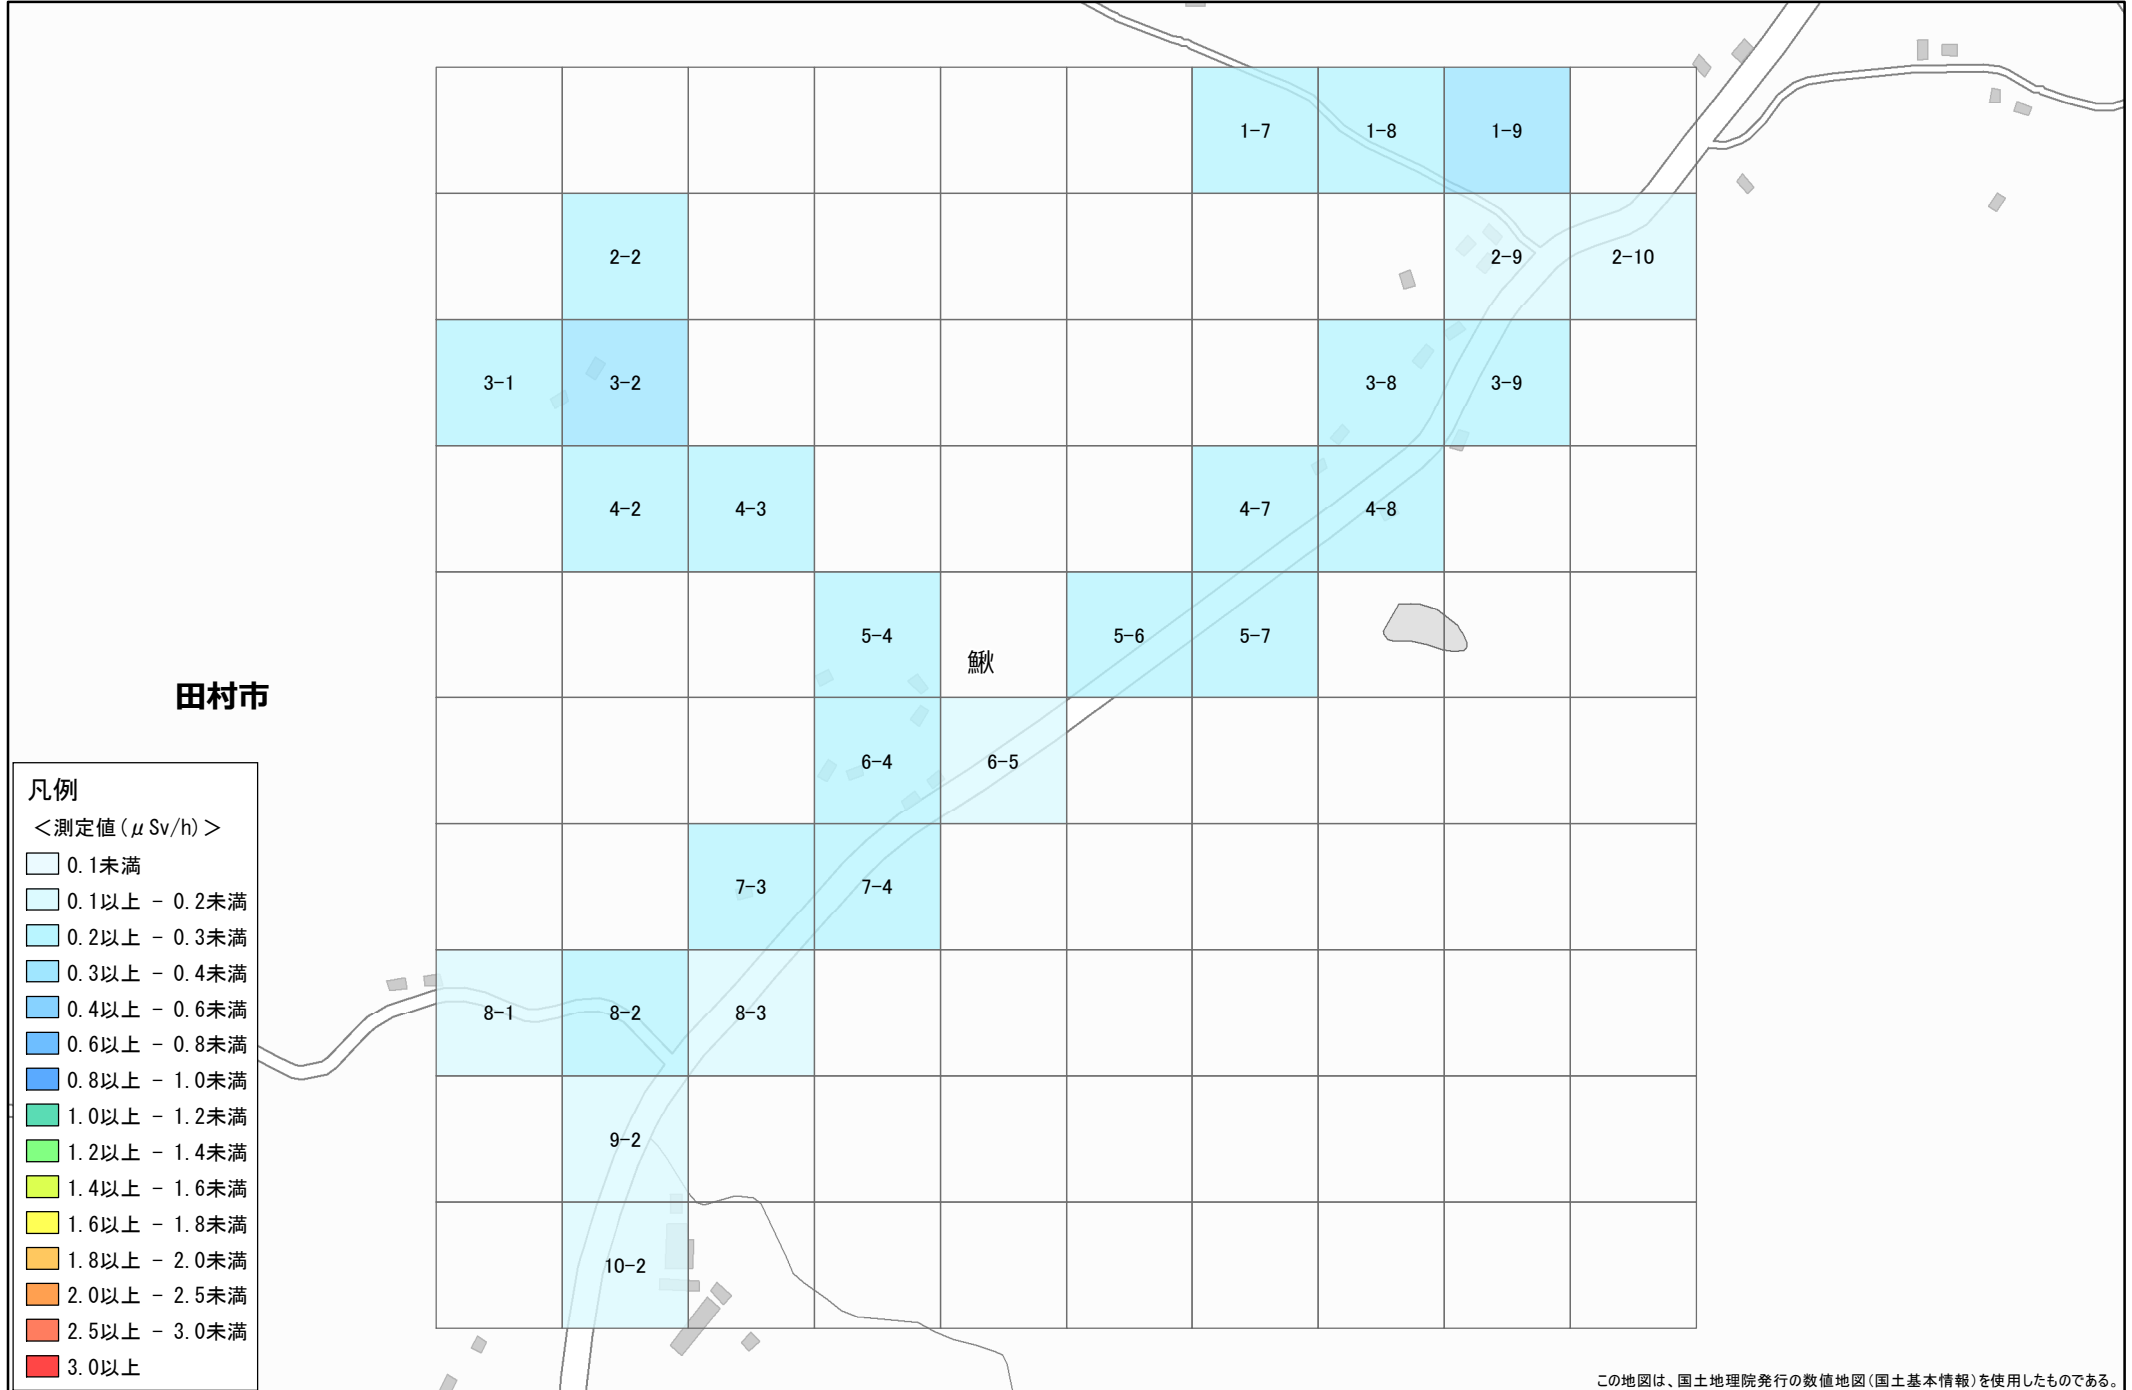 1-7
1-8
1-9
2-2
2-9
2-10
3-1
3-2
3-8
3-9
4-2
4-3
4-7
4-8
5-4
5-6
5-7
鰍
田村市
6-4
6-5
7-3
7-4
8-1
8-2
8-3
9-2
10-2
凡例
＜測定値(μSv/h)＞
0.1未満
0.1以上 - 0.2未満
0.2以上 - 0.3未満
0.3以上 - 0.4未満
0.4以上 - 0.6未満
0.6以上 - 0.8未満
0.8以上 - 1.0未満
1.0以上 - 1.2未満
1.2以上 - 1.4未満
1.4以上 - 1.6未満
1.6以上 - 1.8未満
1.8以上 - 2.0未満
2.0以上 - 2.5未満
2.5以上 - 3.0未満
3.0以上
この地図は、国土地理院発行の数値地図(国土基本情報)を使用したものである。